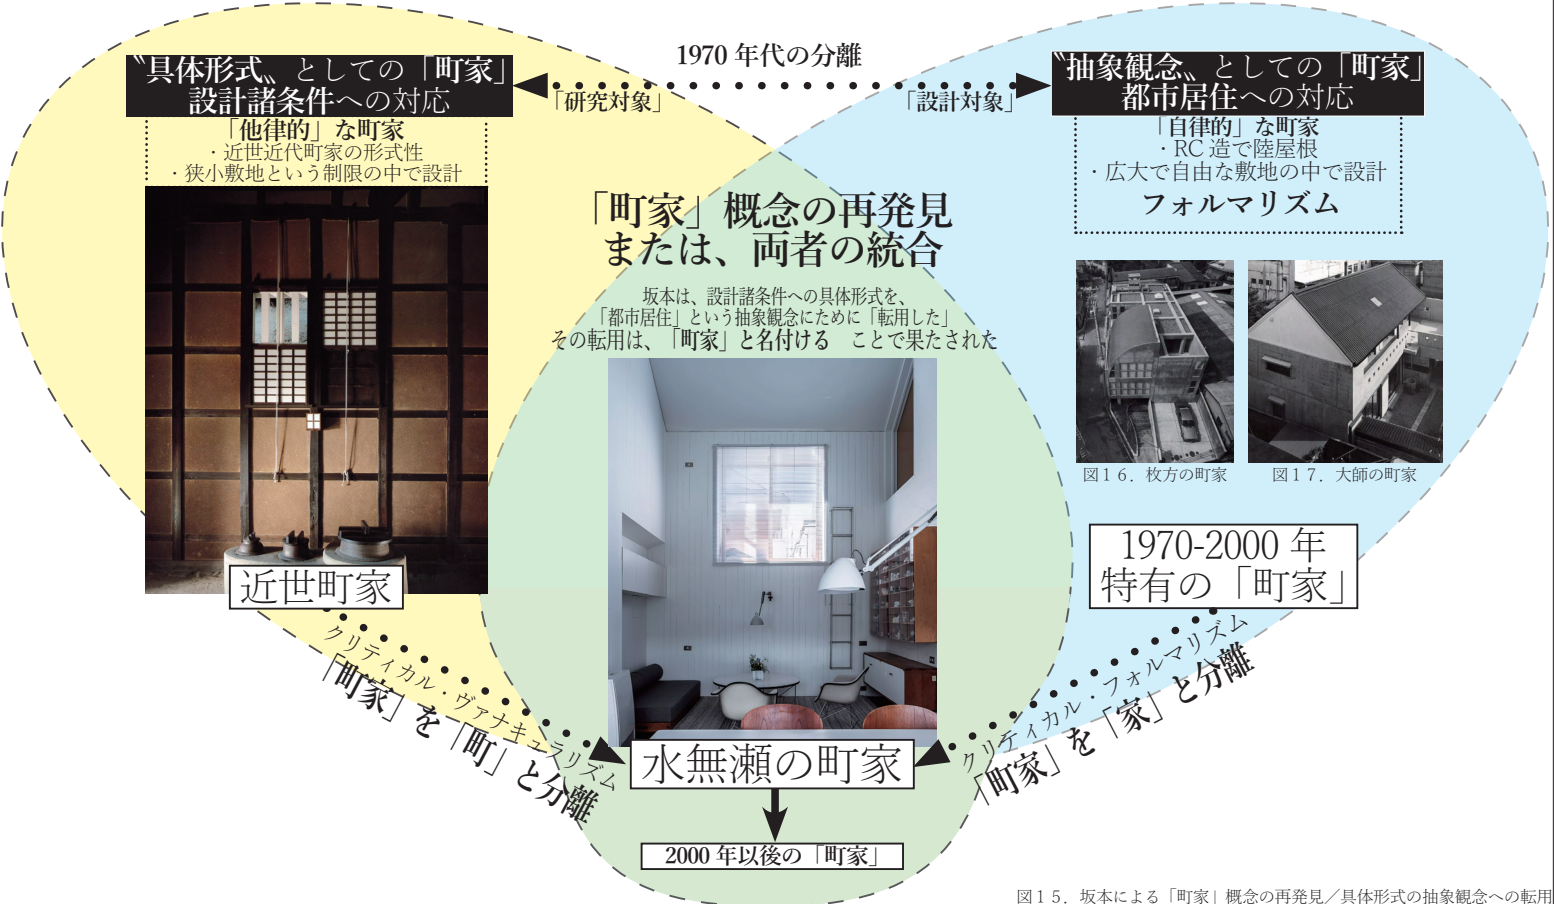 1970 年代の分離
〝具体形式〟としての「町家」
設計諸条件への対応
「研究対象」
「設計対象」
〝抽象観念〟としての「町家」
都市居住への対応
「他律的」な町家
・近世近代町家の形式性
・狭小敷地という制限の中で設計
「自律的」な町家
・RC 造で陸屋根
・広大で自由な敷地の中で設計
フォルマリズム
「町家」概念の再発見
または、両者の統合
坂本は、設計諸条件への具体形式を、
「都市居住」という抽象観念にために「転用した」
その転用は、「町家」と名付ける　ことで果たされた
図１６．枚方の町家
図１７．大師の町家
近世町家
1970-2000 年
特有の「町家」
クリティカル・ヴァナキュラリズム
「町家」を「町」と分離
クリティカル・フォルマリズム
「町家」を「家」と分離
水無瀬の町家
2000 年以後の「町家」
図１５．坂本による「町家」概念の再発見／具体形式の抽象観念への転用